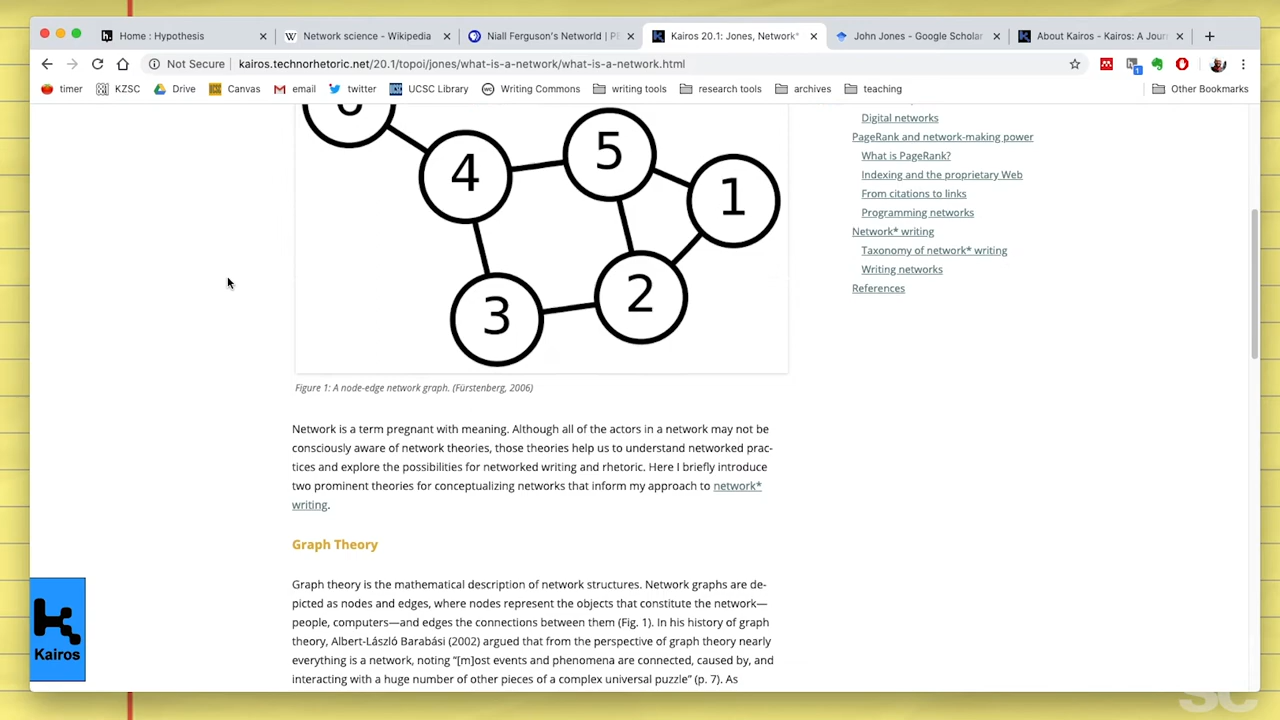 Home : Hypothesis
Network science - Wikipedia
Niall Ferguson's Networld | P
Kairos 20.1: Jones, Network*
John Jones - Google Scholar
About Kairos - Kairos: A Jour
Not Secure
kairos.technorhetoric.net/20.1/topoi/jones/what-is-a-network/what-is-a-network.html
1
timer
KZSC
Drive
Canvas
email
twitter
UCSC Library
Writing Commons
writing tools
research tools
archives
teaching
Other Bookmarks
6
4
5
1
3
2
Digital networks
PageRank and network-making power
What is PageRank?
Indexing and the proprietary Web
From citations to links
Programming networks
Network* writing
Taxonomy of network* writing
Writing networks
References
Figure 1: A node-edge network graph. (Fürstenberg, 2006)
Network is a term pregnant with meaning. Although all of the actors in a network may not be
consciously aware of network theories, those theories help us to understand networked prac-
tices and explore the possibilities for networked writing and rhetoric. Here I briefly introduce
two prominent theories for conceptualizing networks that inform my approach to network*
writing.
Graph Theory
Graph theory is the mathematical description of network structures. Network graphs are de-
picted as nodes and edges, where nodes represent the objects that constitute the network—
people, computers—and edges the connections between them (Fig. 1). In his history of graph
theory, Albert-László Barabási (2002) argued that from the perspective of graph theory nearly
everything is a network, noting “[m]ost events and phenomena are connected, caused by, and
interacting with a huge number of other pieces of a complex universal puzzle” (p. 7). As
Kairos
SC